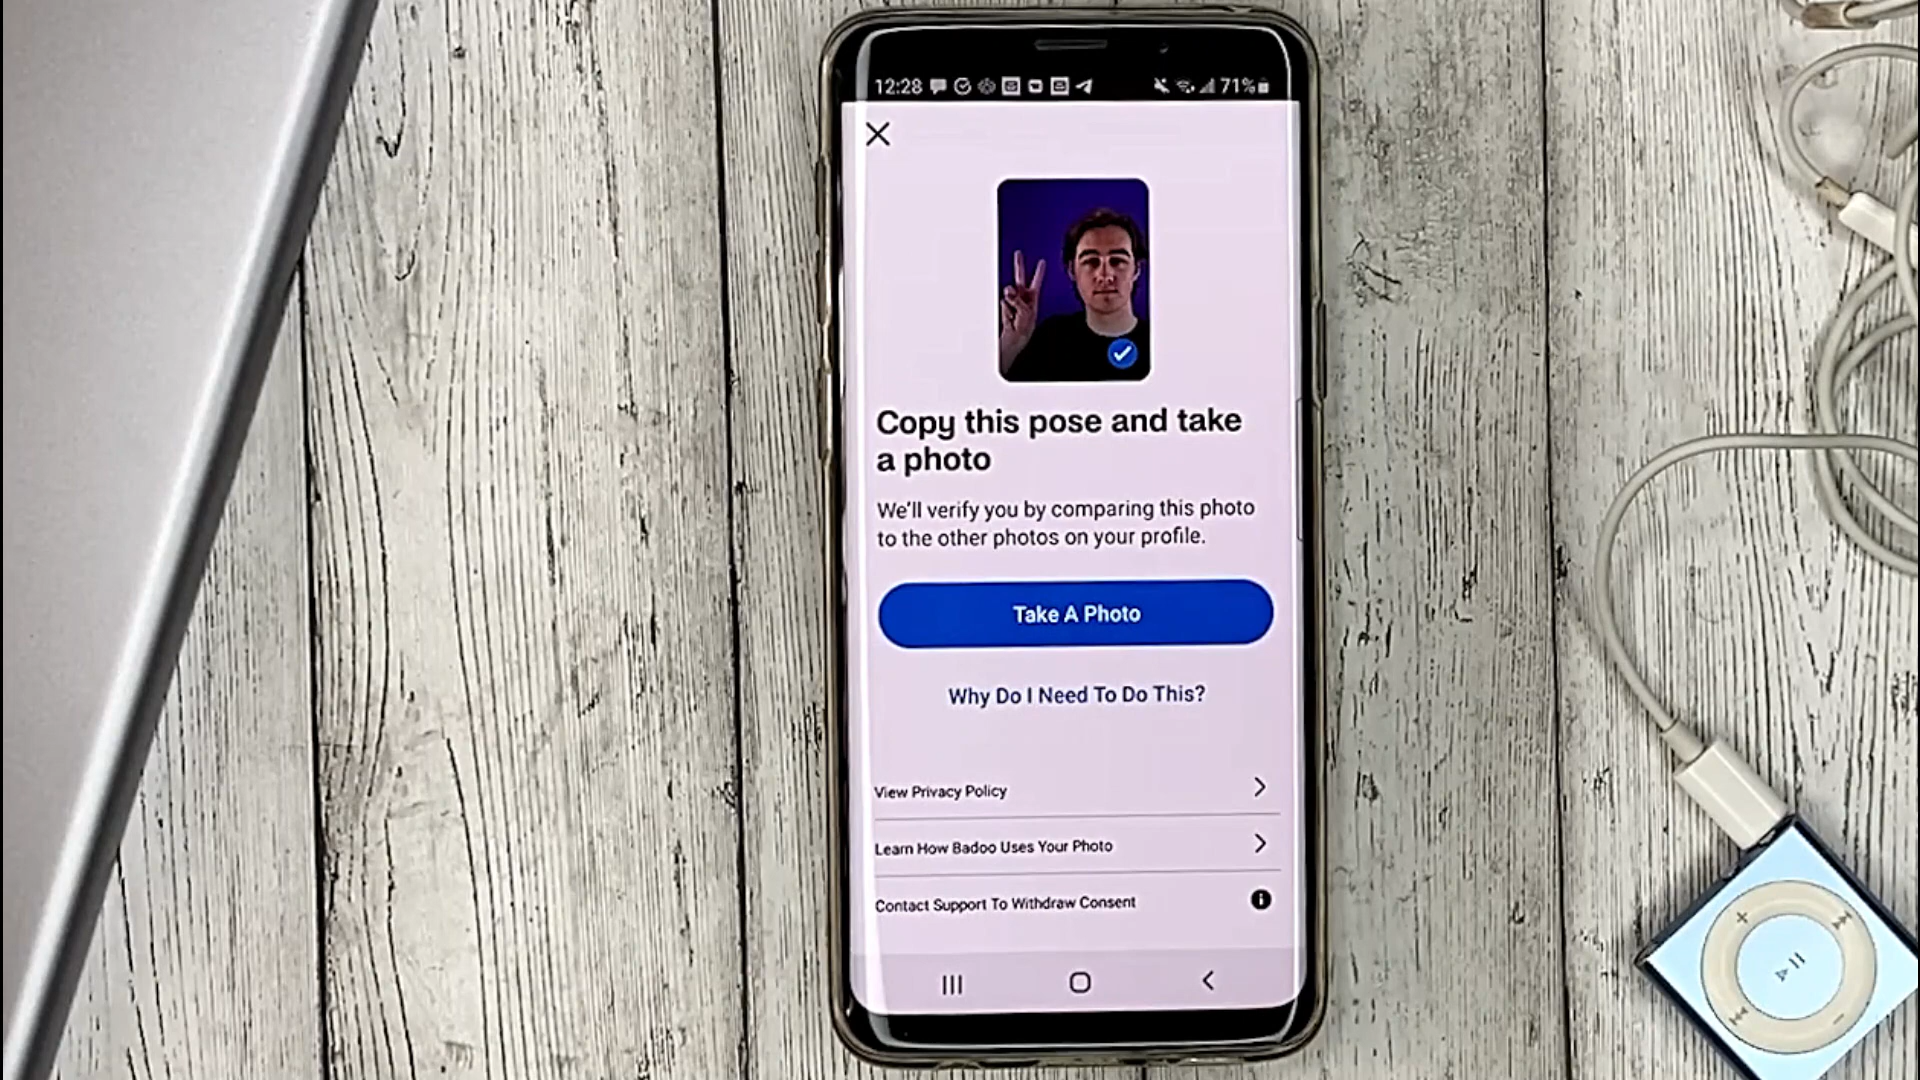 12:28
71%
Copy this pose and take
a photo
We'll verify you by comparing this photo
to the other photos on your profile.
Take A Photo
Why Do I Need To Do This?
View Privacy Policy
Learn How Badoo Uses Your Photo
Contact Support To Withdraw Consent